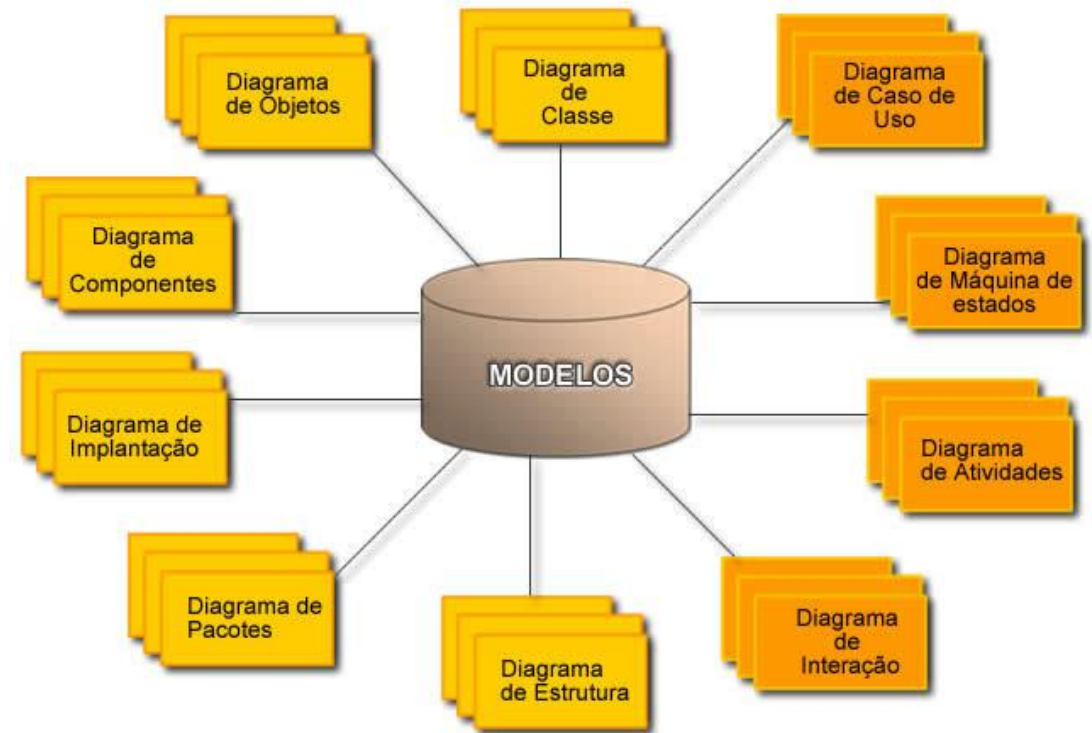 Diagrama
de Objetos
Diagrama
de
Classe
Diagrama
de Caso de
Uso
Diagrama
de
Componentes
Diagrama
de Máquina de
estados
MODELOS
Diagrama de
Implantação
Diagrama
de Atividades
Diagrama de
Pacotes
Diagrama
de Estrutura
Diagrama
de
Interação